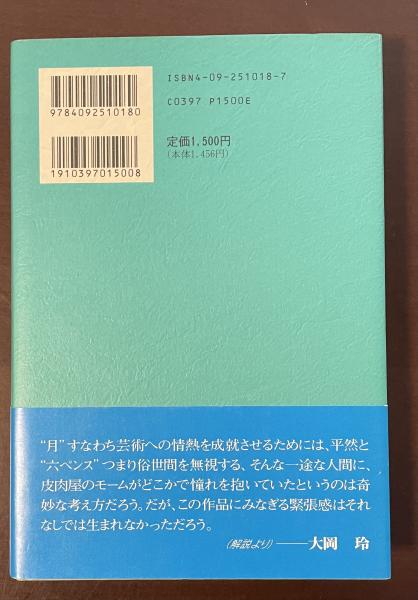 ISBN4-09-251018-7
C0397 P1500E
9784092510180
定価1,500円
(本体1,456円)
1910397015008
“月”すなわち芸術への情熱を成就させるためには、平然と
“六ペンス”つまり俗世間を無視する、そんな一途な人間に、
皮肉屋のモームがどこかで憧れを抱いていたというのは奇
妙な考え方だろう。だが、この作品にみなぎる緊張感はそれ
なしでは生まれなかっただろう。
(解説より)——大岡 玲